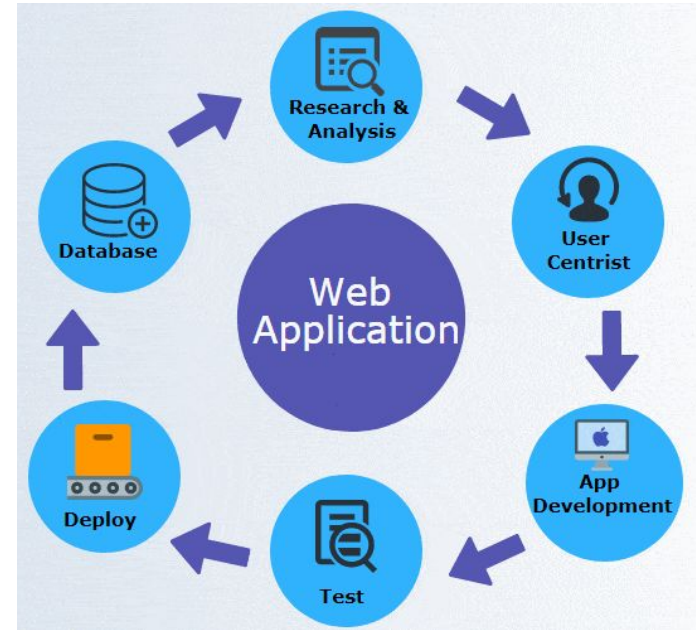 Research &
Analysis
User
Centrist
App
Development
Test
Deploy
Database
Web
Application